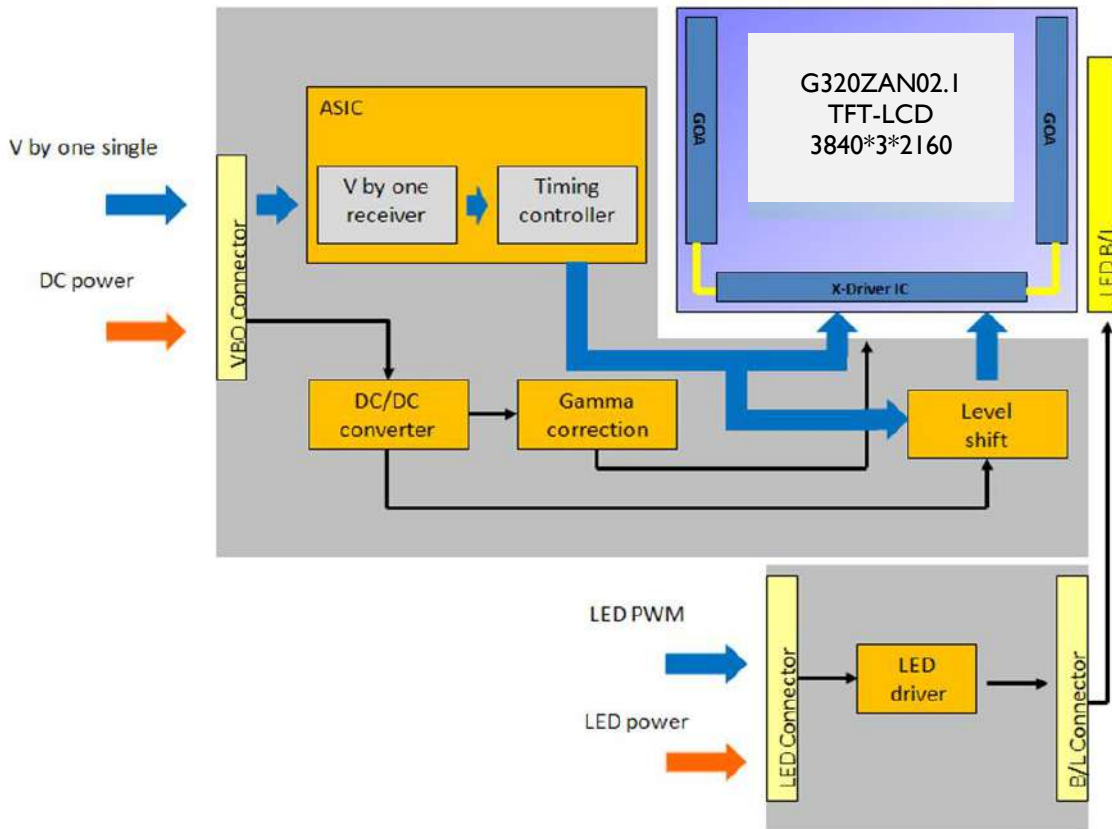 G320ZAN02.1
TFT-LCD
3840*3*2160
GOA
GOA
X-Driver IC
LED B/L
ASIC
V by one
receiver
Timing
controller
V by one single
DC power
VBO Connector
DC/DC
converter
Gamma
correction
Level
shift
LED PWM
LED power
LED Connector
LED
driver
B/L Connector